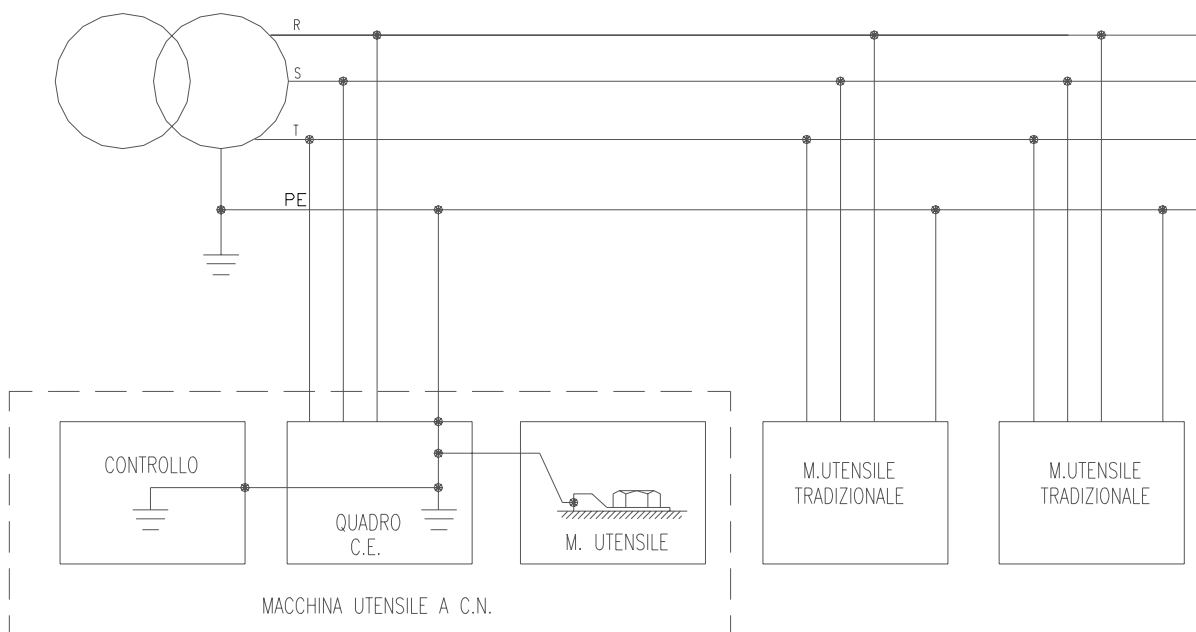 R
S
T
PE
CONTROLLO
QUADRO
C.E.
M. UTENSILE
M.UTENSILE
TRADIZIONALE
M.UTENSILE
TRADIZIONALE
MACCHINA UTENSILE A C.N.